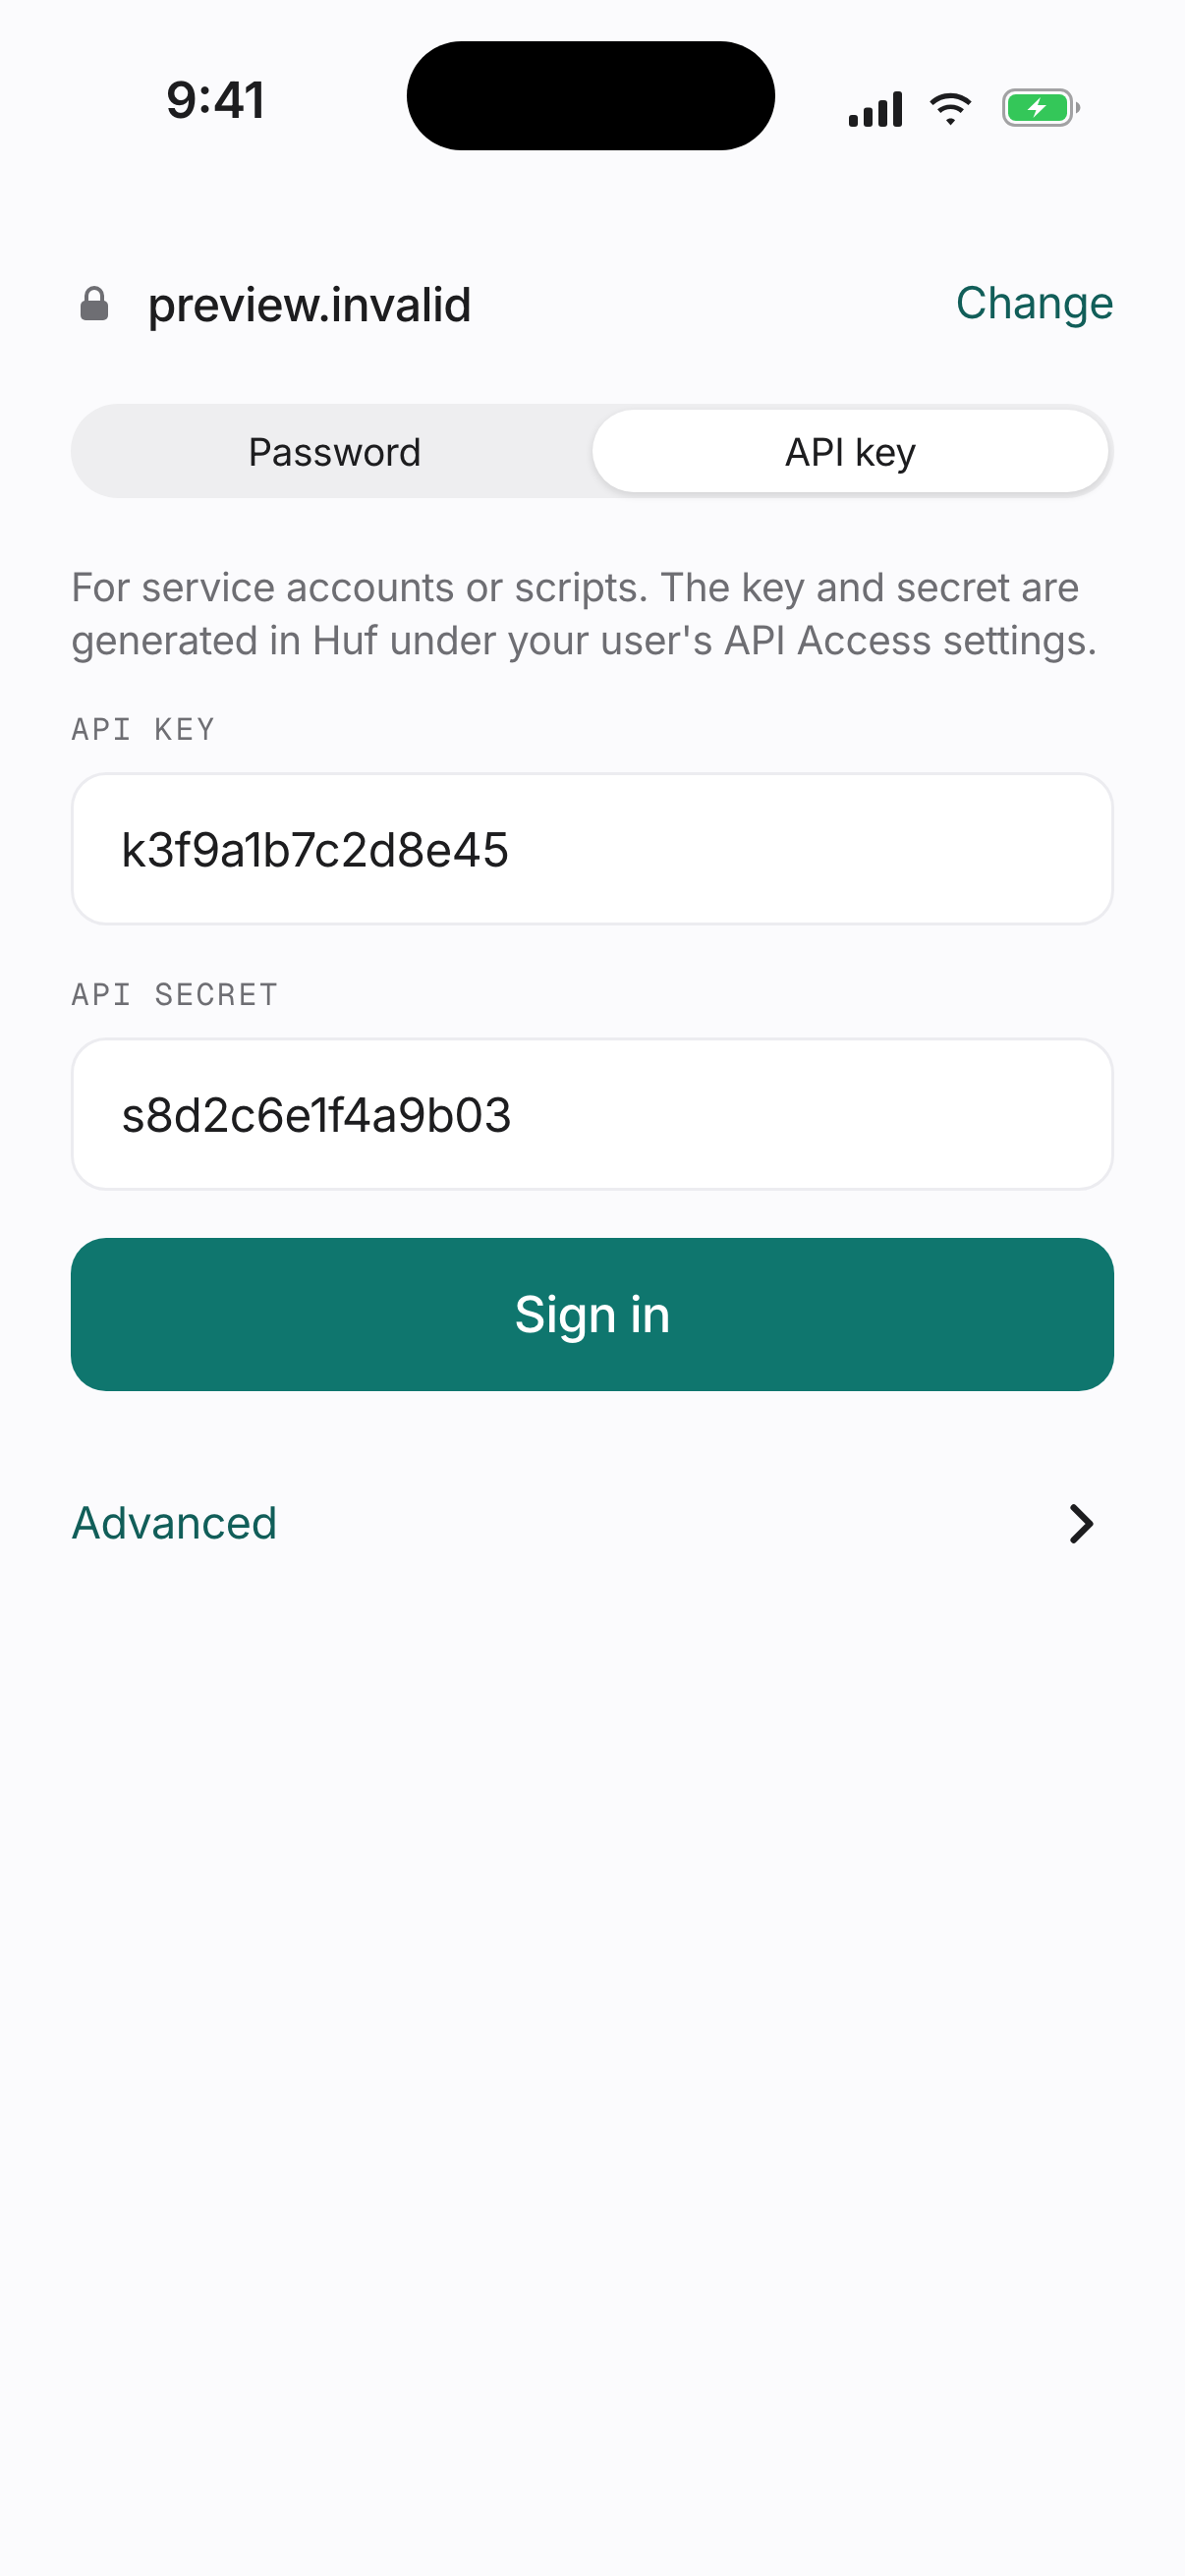 9:41
preview.invalid
Change
Password
API key
For service accounts or scripts. The key and secret are
generated in Huf under your user's API Access settings.
API KEY
k3f9a1b7c2d8e45
API SECRET
s8d2c6e1f4a9b03
Sign in
Advanced